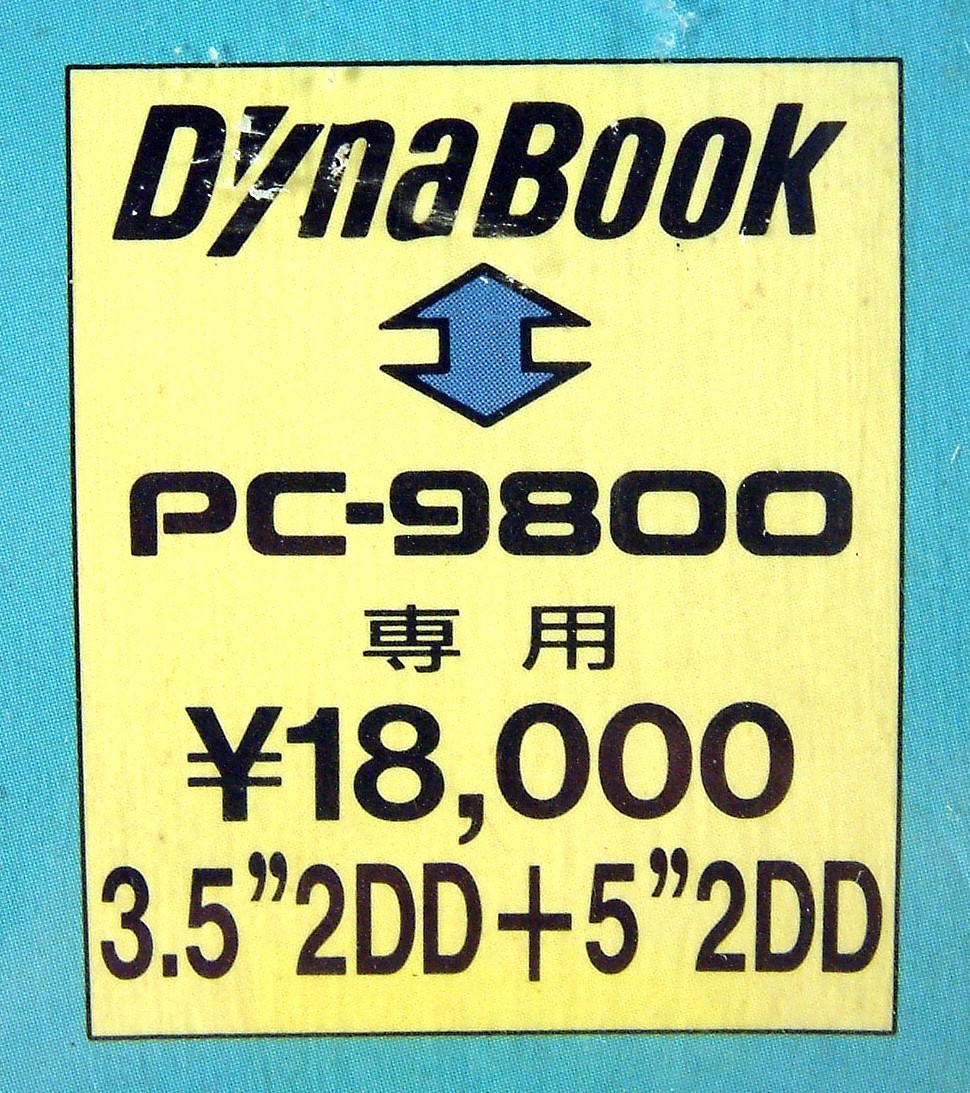 DynaBook
PC-9800
専用
¥18,000
3.5”2DD+5”2DD